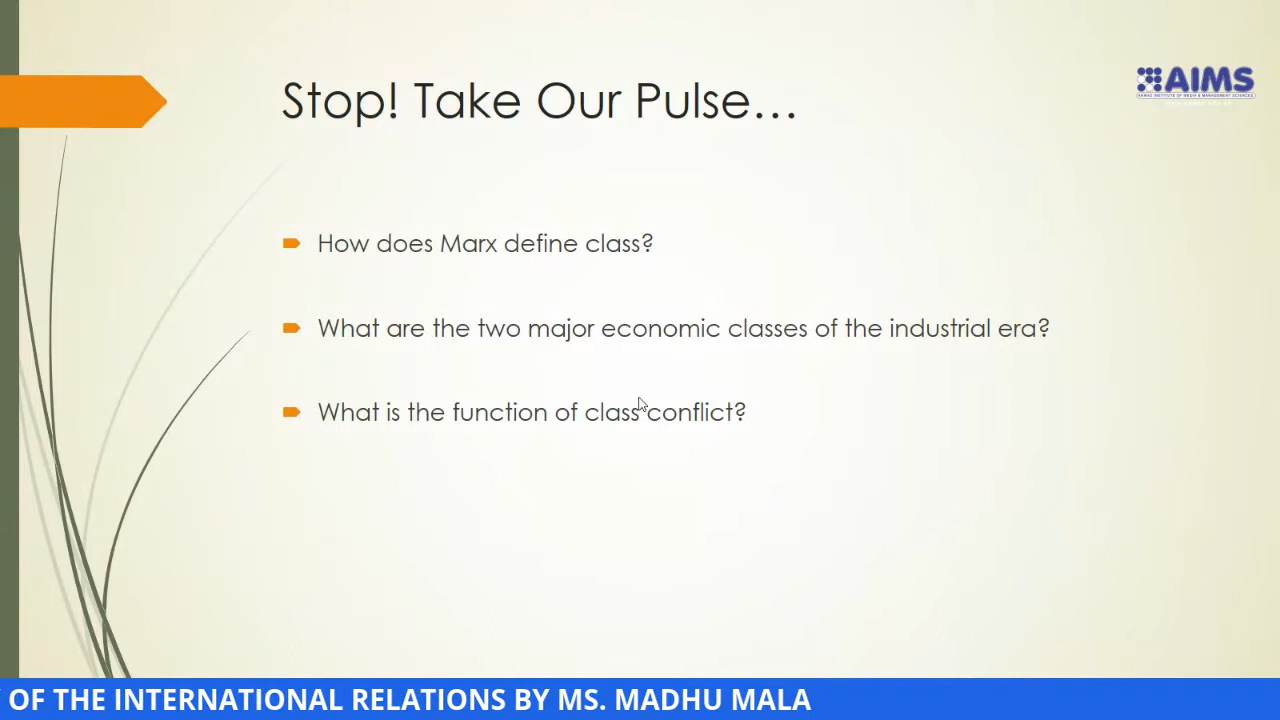 Stop! Take Our Pulse…
AIMS
How does Marx define class?
What are the two major economic classes of the industrial era?
What is the function of class conflict?
OF THE INTERNATIONAL RELATIONS BY MS. MADHU MALA